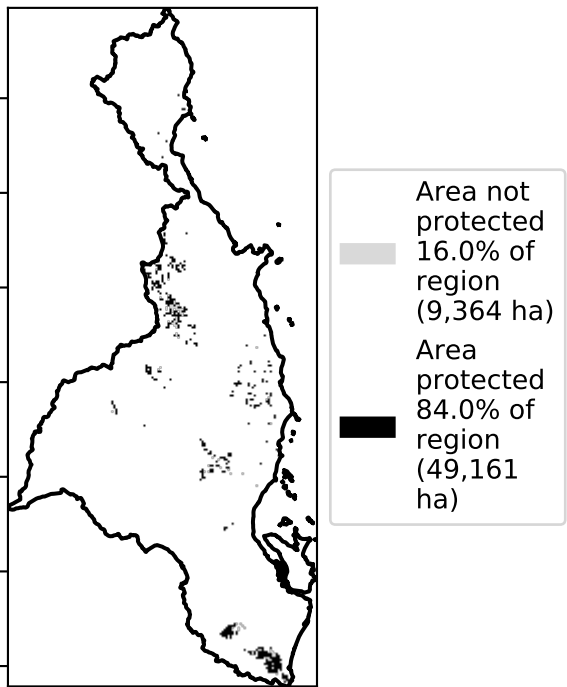 Area not
protected
16.0% of
region
(9,364 ha)
Area
protected
84.0% of
region
(49,161
ha)